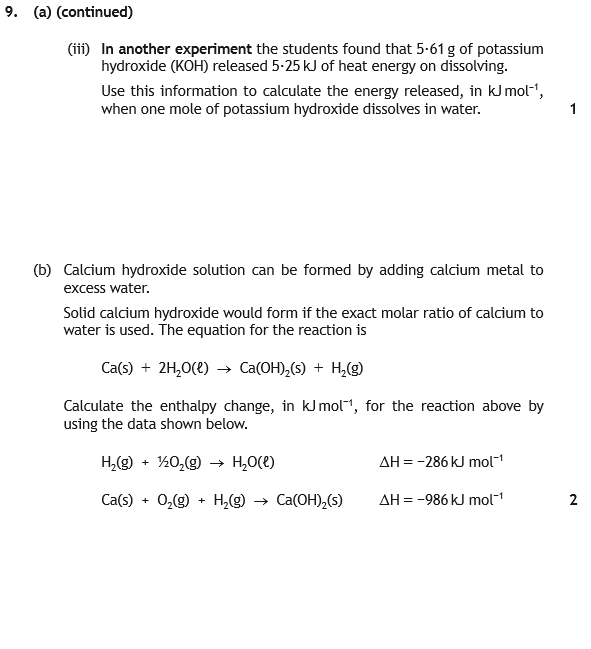 9. (a) (continued)
(iii) In another experiment the students found that 5·61 g of potassium
hydroxide (KOH) released 5·25 kJ of heat energy on dissolving.
Use this information to calculate the energy released, in kJ mol⁻¹,
when one mole of potassium hydroxide dissolves in water. 1
(b) Calcium hydroxide solution can be formed by adding calcium metal to
excess water.
Solid calcium hydroxide would form if the exact molar ratio of calcium to
water is used. The equation for the reaction is
Ca(s) + 2H₂O(ℓ) → Ca(OH)₂(s) + H₂(g)
Calculate the enthalpy change, in kJ mol⁻¹, for the reaction above by
using the data shown below.
H₂(g) + ½O₂(g) → H₂O(ℓ) ΔH = −286 kJ mol⁻¹
Ca(s) + O₂(g) + H₂(g) → Ca(OH)₂(s) ΔH = −986 kJ mol⁻¹ 2